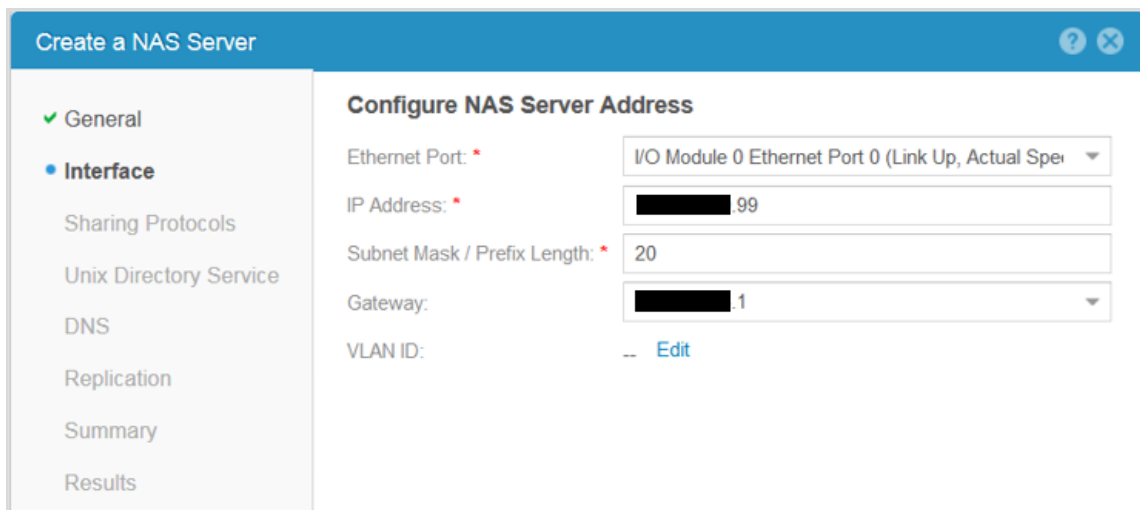 Create a NAS Server
General
Interface
Sharing Protocols
Unix Directory Service
DNS
Replication
Summary
Results
Configure NAS Server Address
Ethernet Port: * I/O Module 0 Ethernet Port 0 (Link Up, Actual Spe
IP Address: * .99
Subnet Mask / Prefix Length: * 20
Gateway: .1
VLAN ID: -- Edit